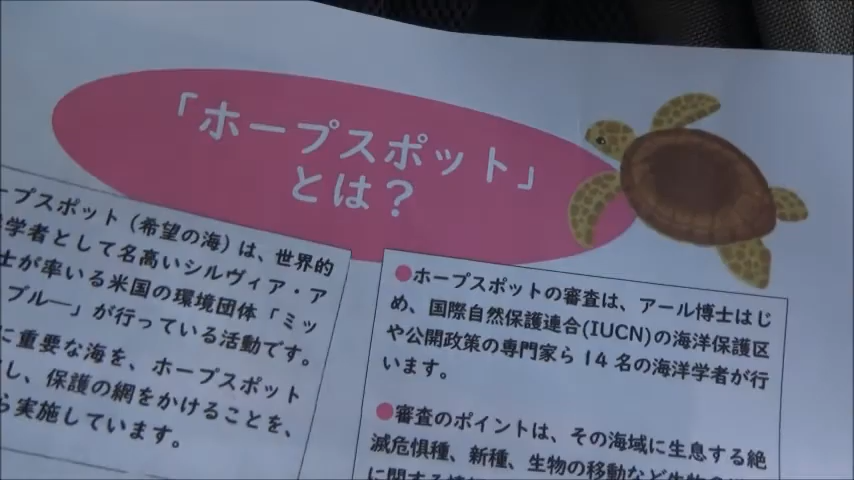 「ホープスポット」
とは？
ープスポット（希望の海）は、世界的
学者として名高いシルヴィア・ア
士が率いる米国の環境団体「ミッ
ブルー」が行っている活動です。
に重要な海を、ホープスポット
し、保護の網をかけることを、
ら実施しています。
●ホープスポットの審査は、アール博士はじ
め、国際自然保護連合(IUCN)の海洋保護区
や公開政策の専門家ら14名の海洋学者が行
います。
●審査のポイントは、その海域に生息する絶
滅危惧種、新種、生物の移動など生物の
に関する